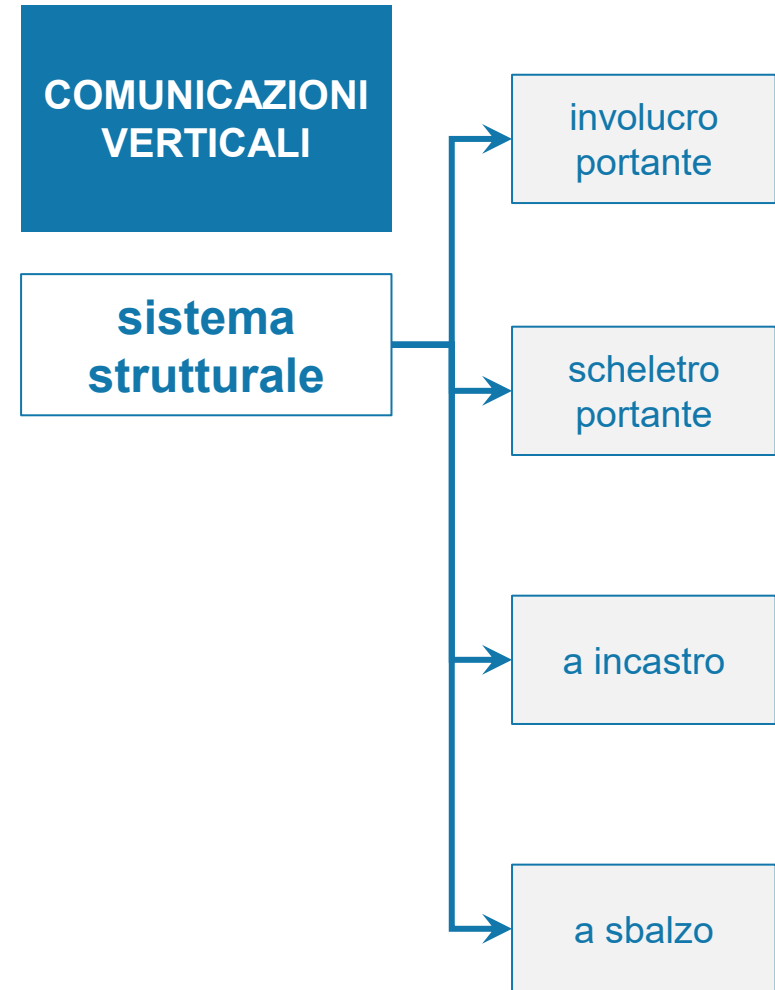 COMUNICAZIONI
VERTICALI
sistema
strutturale
involucro
portante
scheletro
portante
a incastro
a sbalzo